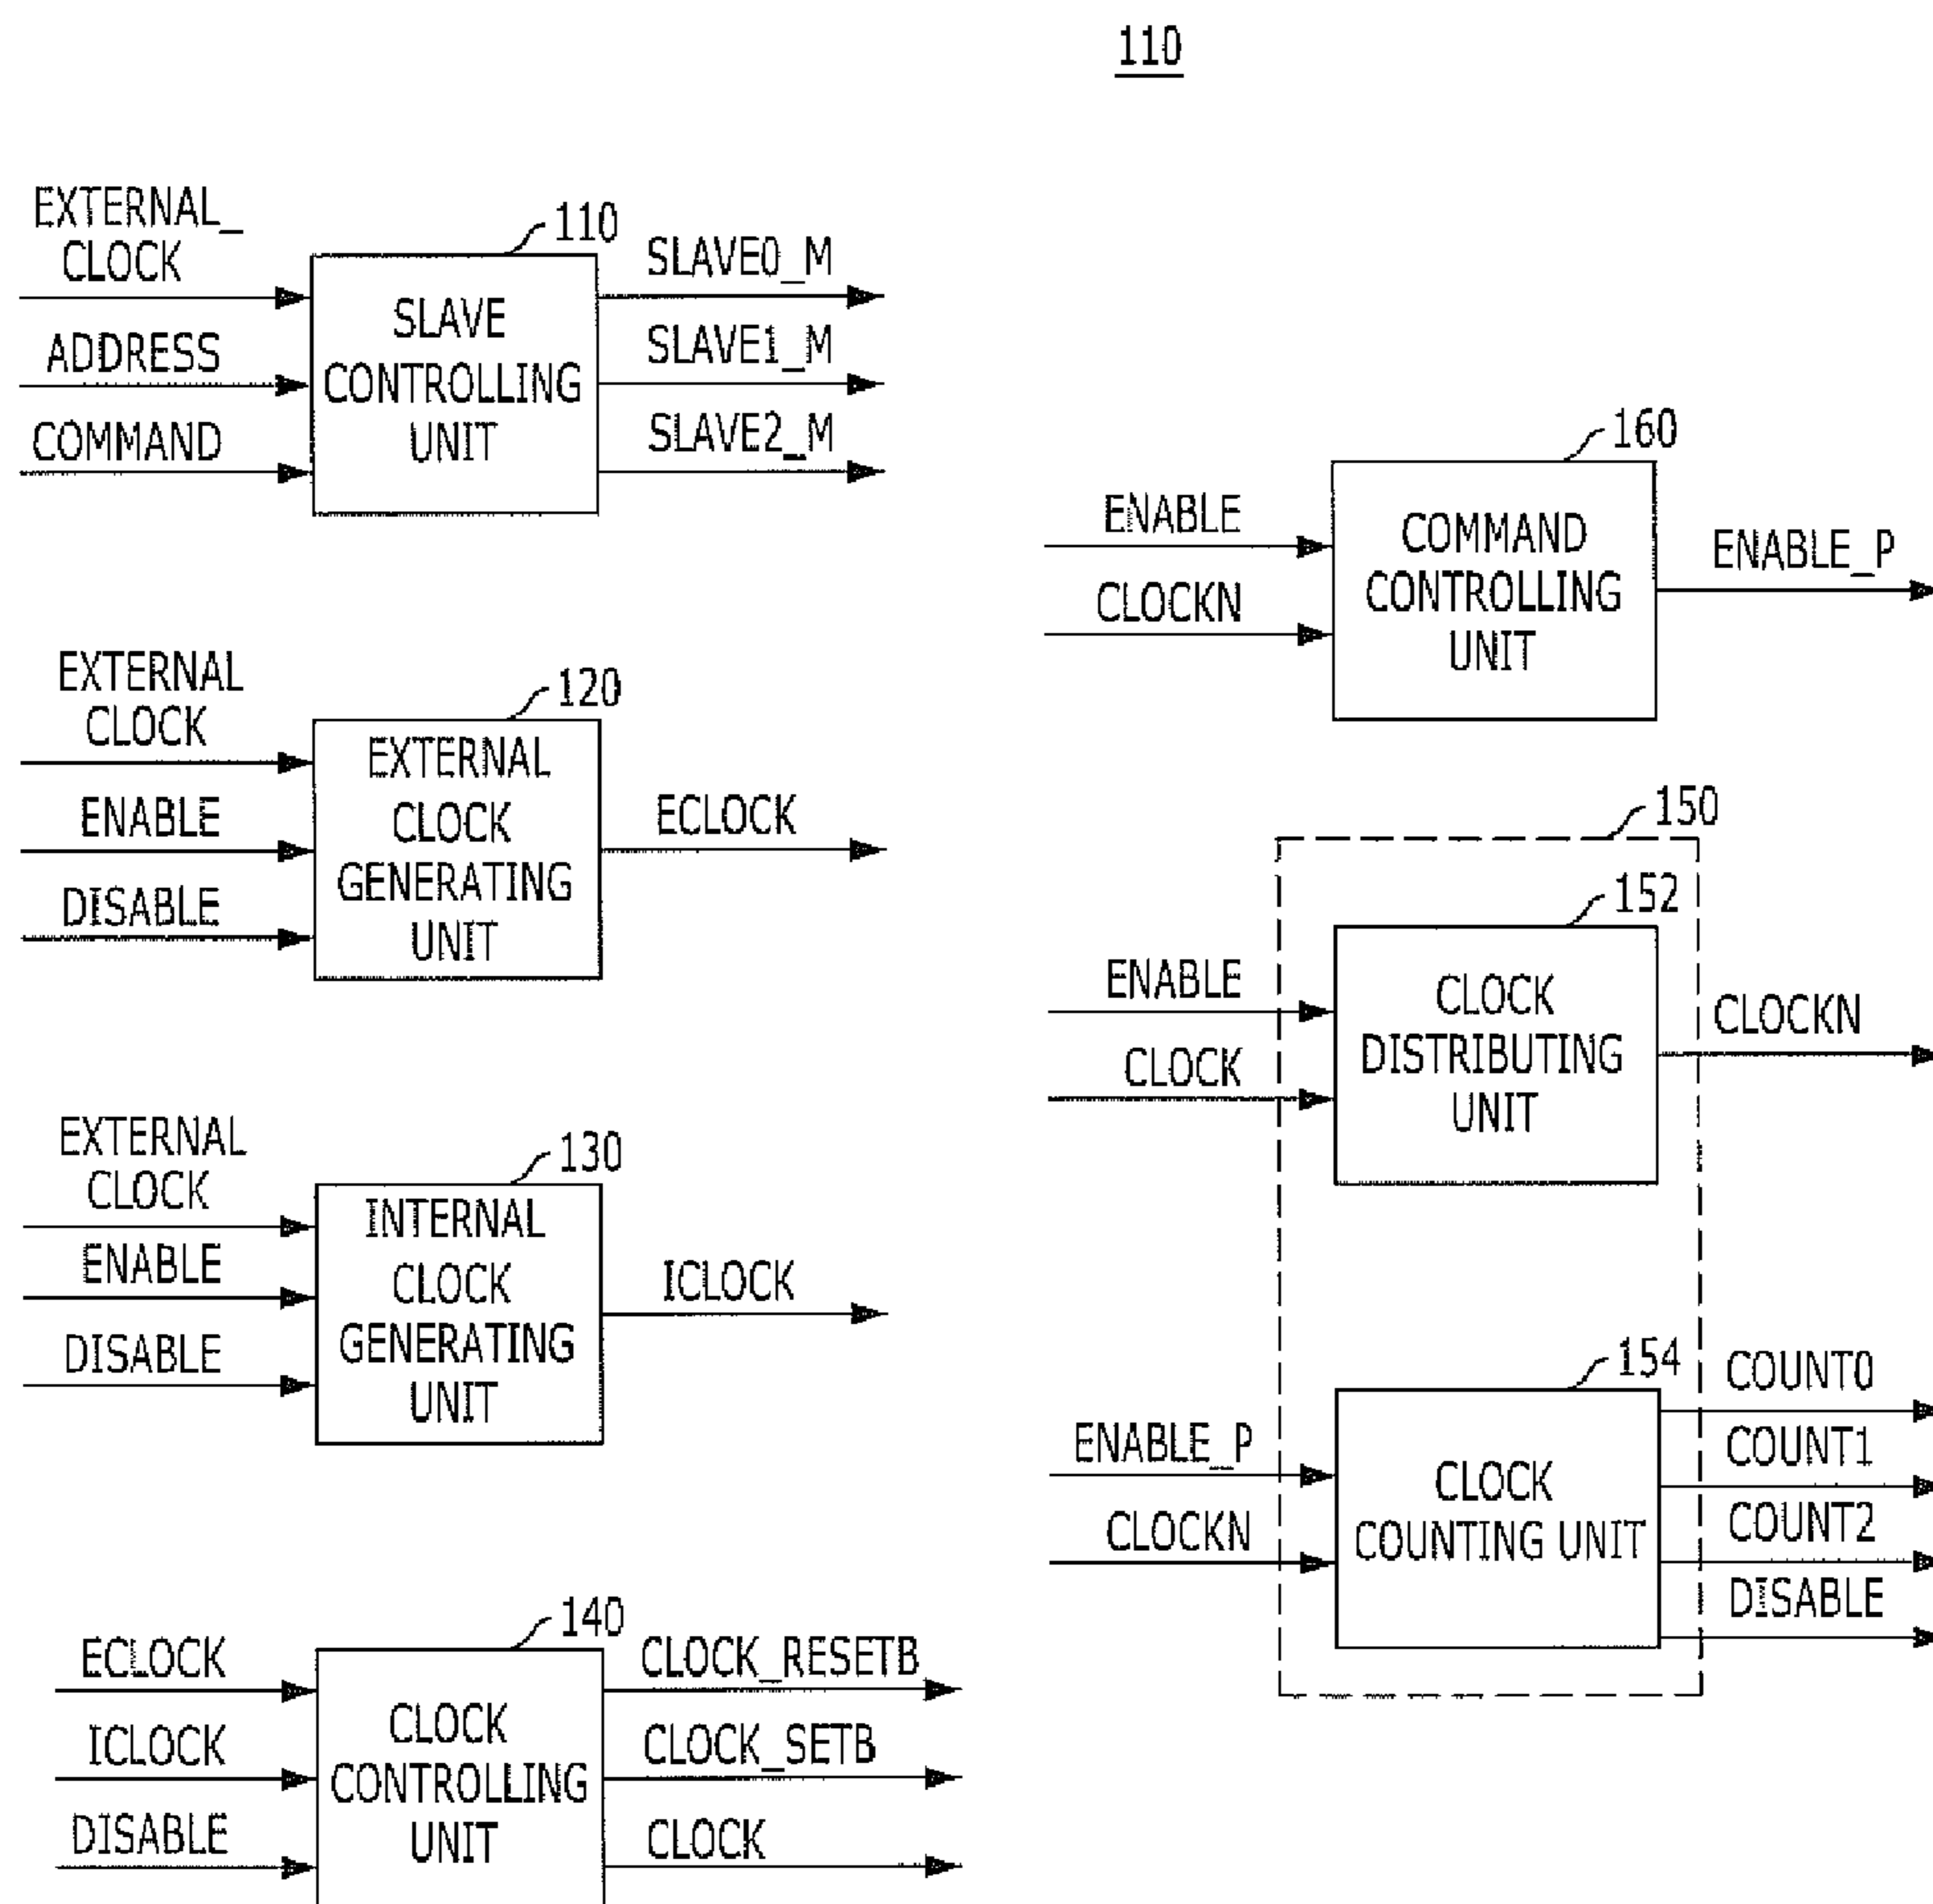 110
EXTERNAL_
CLOCK
ADDRESS
COMMAND
110
SLAVE
CONTROLLING
UNIT
SLAVE0_M
SLAVE1_M
SLAVE2_M
EXTERNAL
CLOCK
ENABLE
DISABLE
120
EXTERNAL
CLOCK
GENERATING
UNIT
ECLOCK
EXTERNAL
CLOCK
ENABLE
DISABLE
130
INTERNAL
CLOCK
GENERATING
UNIT
ICLOCK
ECLOCK
ICLOCK
DISABLE
140
CLOCK
CONTROLLING
UNIT
CLOCK_RESETB
CLOCK_SETB
CLOCK
ENABLE
CLOCKN
160
COMMAND
CONTROLLING
UNIT
ENABLE_P
150
ENABLE
CLOCK
152
CLOCK
DISTRIBUTING
UNIT
CLOCKN
ENABLE_P
CLOCKN
154
CLOCK
COUNTING UNIT
COUNT0
COUNT1
COUNT2
DISABLE